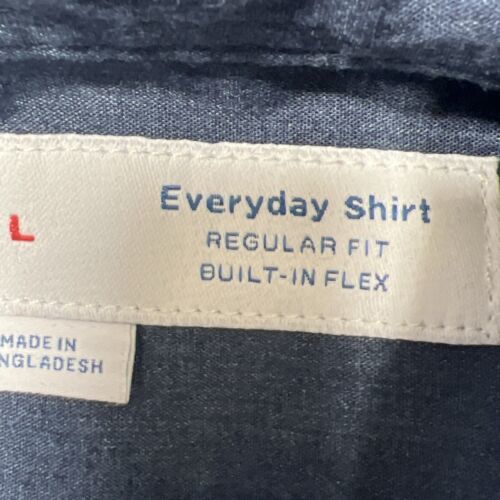 L
Everyday Shirt
REGULAR FIT
BUILT-IN FLEX
MADE IN
NGLADESH